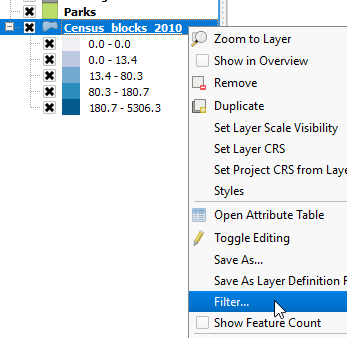 Parks
Census_blocks_2010
0.0 - 0.0
0.0 - 13.4
13.4 - 80.3
80.3 - 180.7
180.7 - 5306.3
Zoom to Layer
Show in Overview
Remove
Duplicate
Set Layer Scale Visibility
Set Layer CRS
Set Project CRS from Laye
Styles
Open Attribute Table
Toggle Editing
Save As...
Save As Layer Definition F
Filter...
Show Feature Count